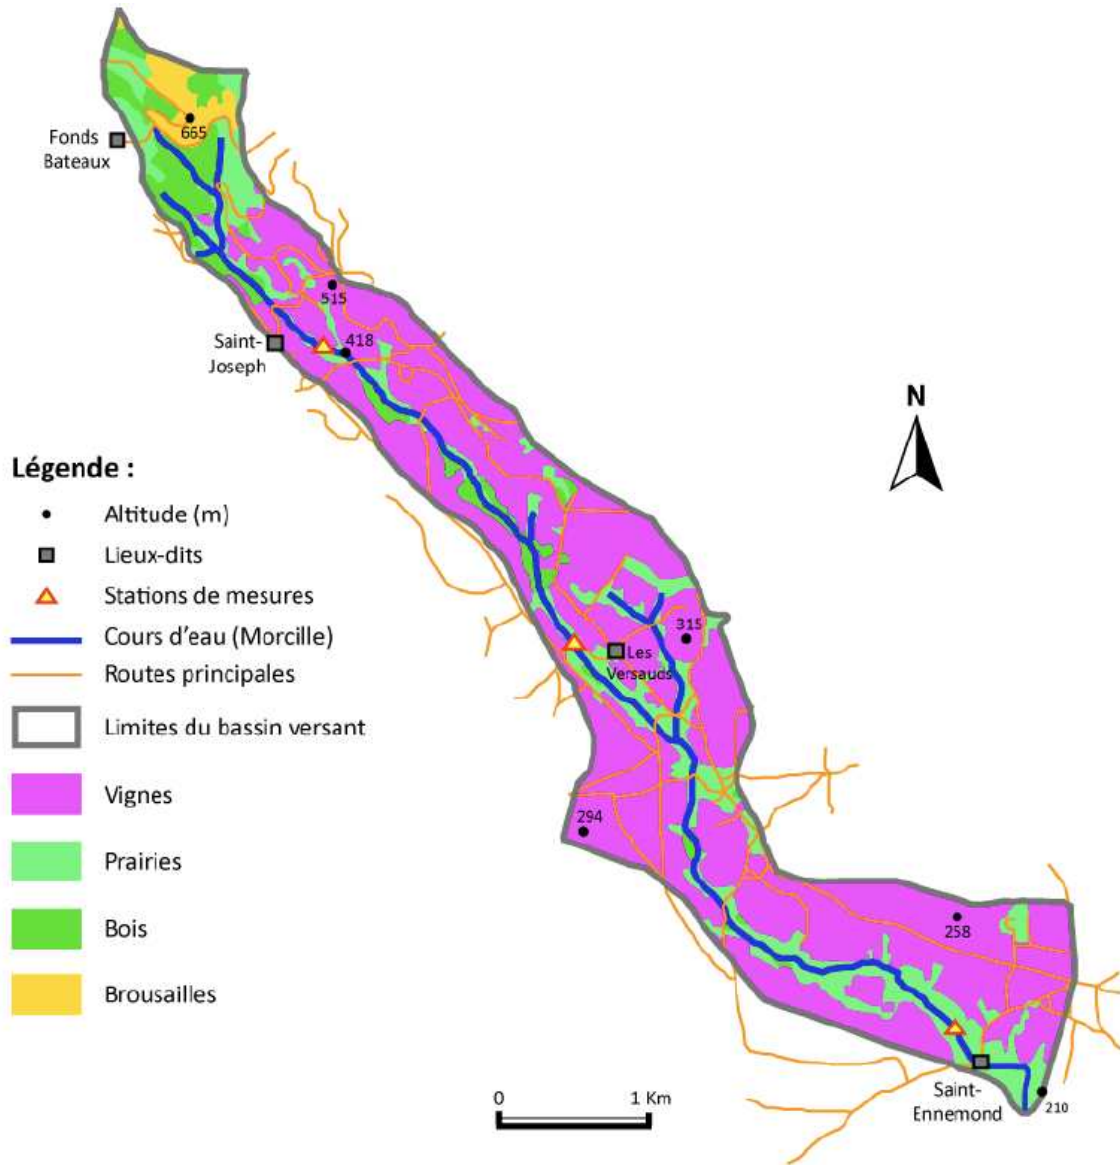 665
Fonds
Bateaux
515
418
Saint-
Joseph
N
Légende :
Altitude (m)
Lieux-dits
Stations de mesures
Cours d'eau (Morcille)
Routes principales
Limites du bassin versant
Vignes
Prairies
Bois
Brousailles
315
Les
Versauds
294
258
0 1 Km
Saint-
Ennemond
210